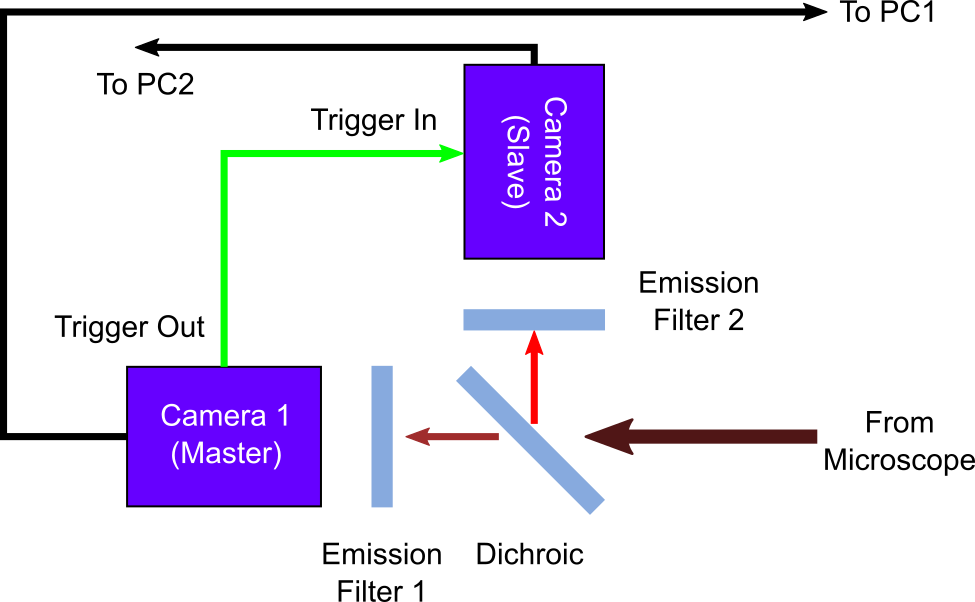 To PC1
To PC2
Trigger In
Camera 2
(Slave)
Emission
Filter 2
Trigger Out
Camera 1
(Master)
From
Microscope
Emission
Filter 1
Dichroic